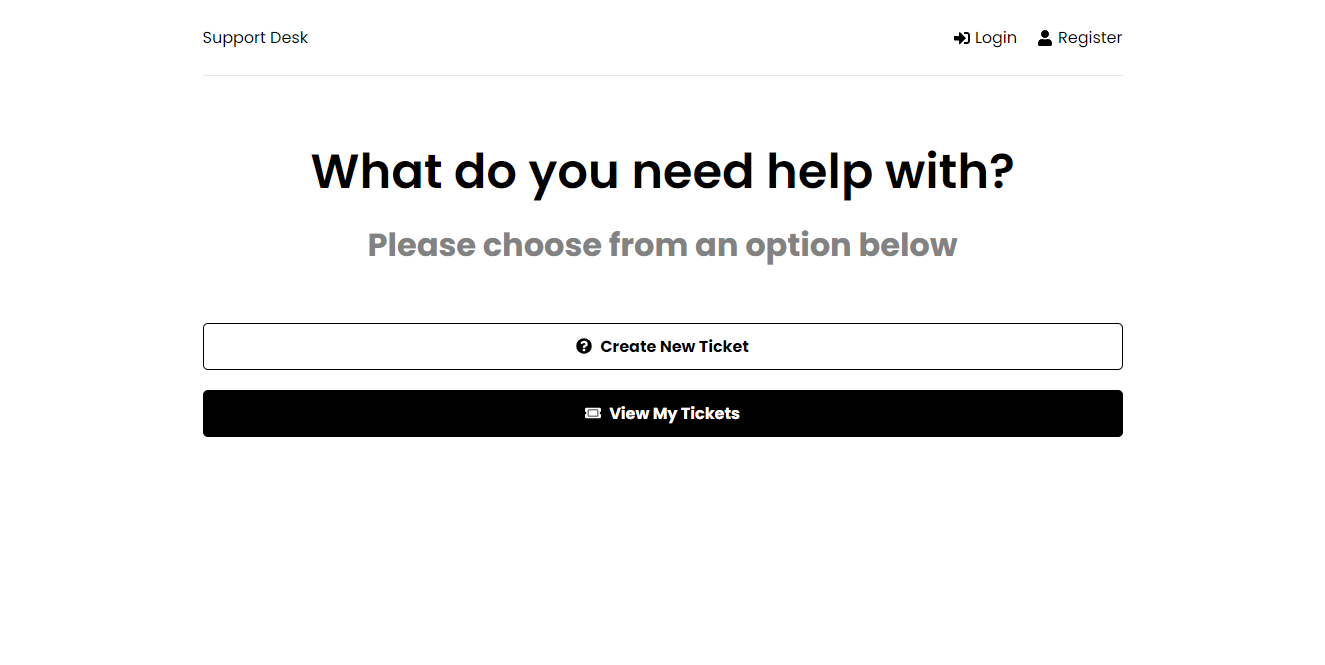 Support Desk
Login
Register
What do you need help with?
Please choose from an option below
Create New Ticket
View My Tickets